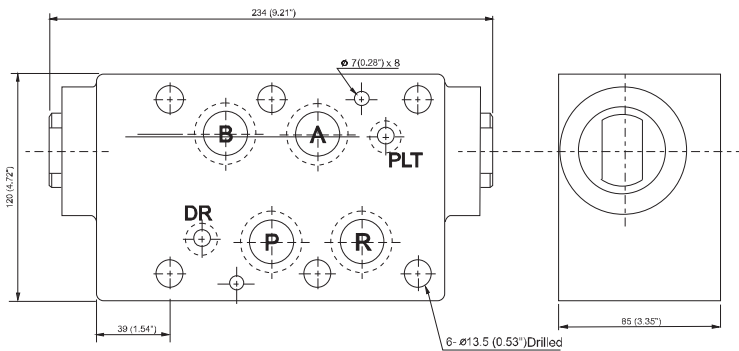 234 (9.21")
ø 7(0.28") x 8
B
A
PLT
120 (4.72")
DR
P
R
39 (1.54")
6- ø13.5 (0.53")Drilled
85 (3.35")